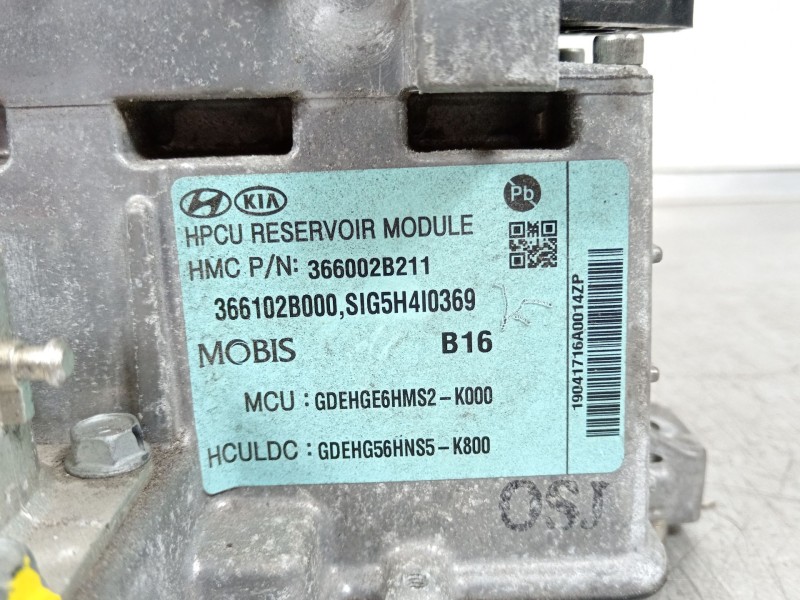 KIA Pb
HPCU RESERVOIR MODULE
HMC P/N: 366002B211
366102B000,SIG5H4I0369
MOBIS B16
MCU : GDEHGE6HMS2-K000
HCULDC : GDEHG56HNS5-K800
19041716A0014ZP
OSJ